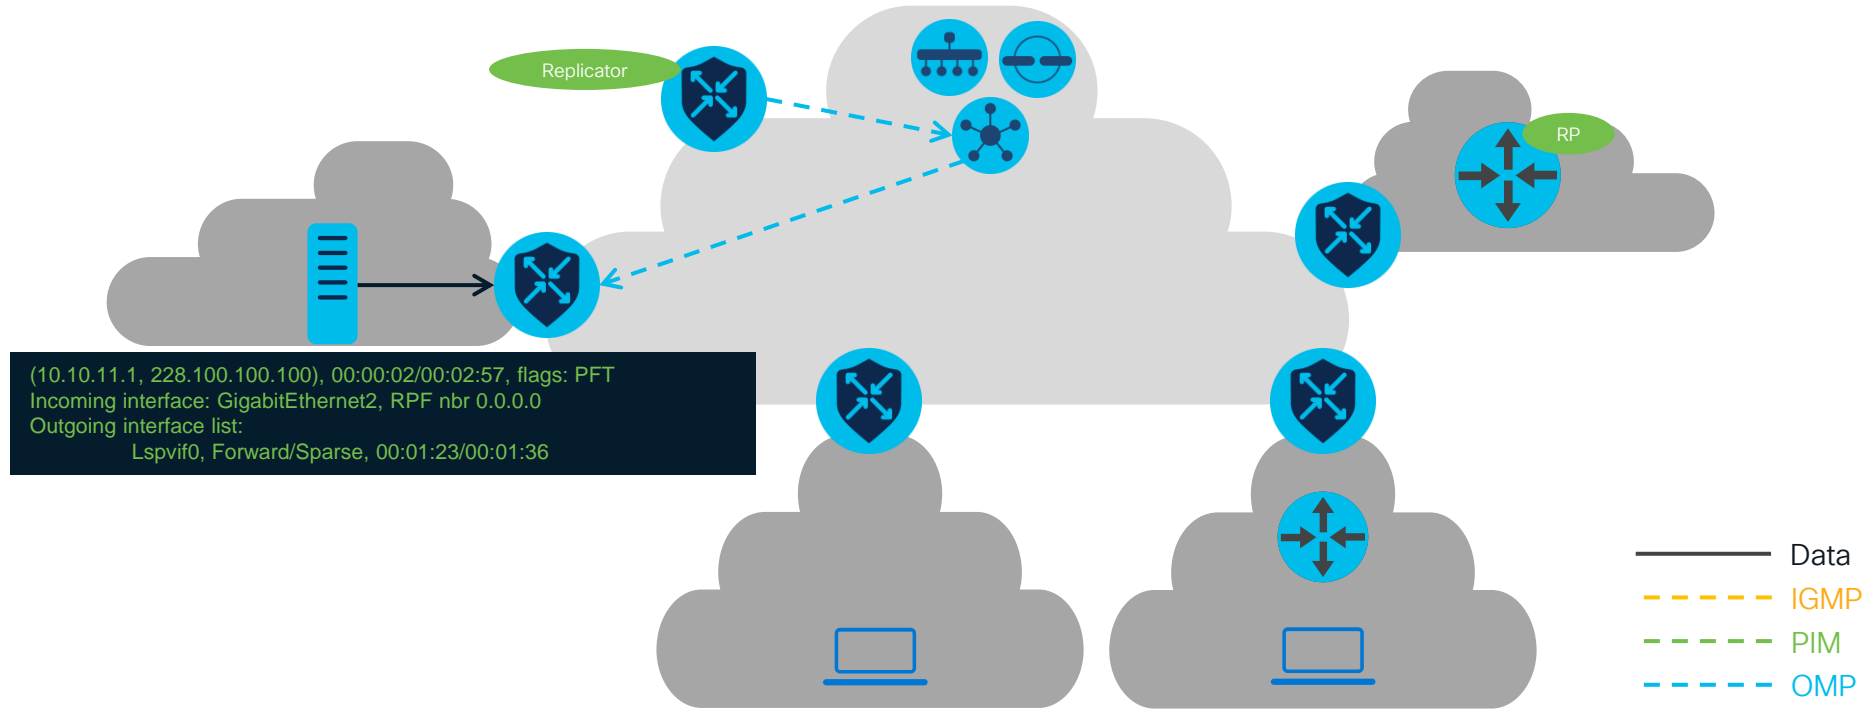 Replicator
RP
(10.10.11.1, 228.100.100.100), 00:00:02/00:02:57, flags: PFT
Incoming interface: GigabitEthernet2, RPF nbr 0.0.0.0
Outgoing interface list:
Lspvif0, Forward/Sparse, 00:01:23/00:01:36
Data
IGMP
PIM
OMP